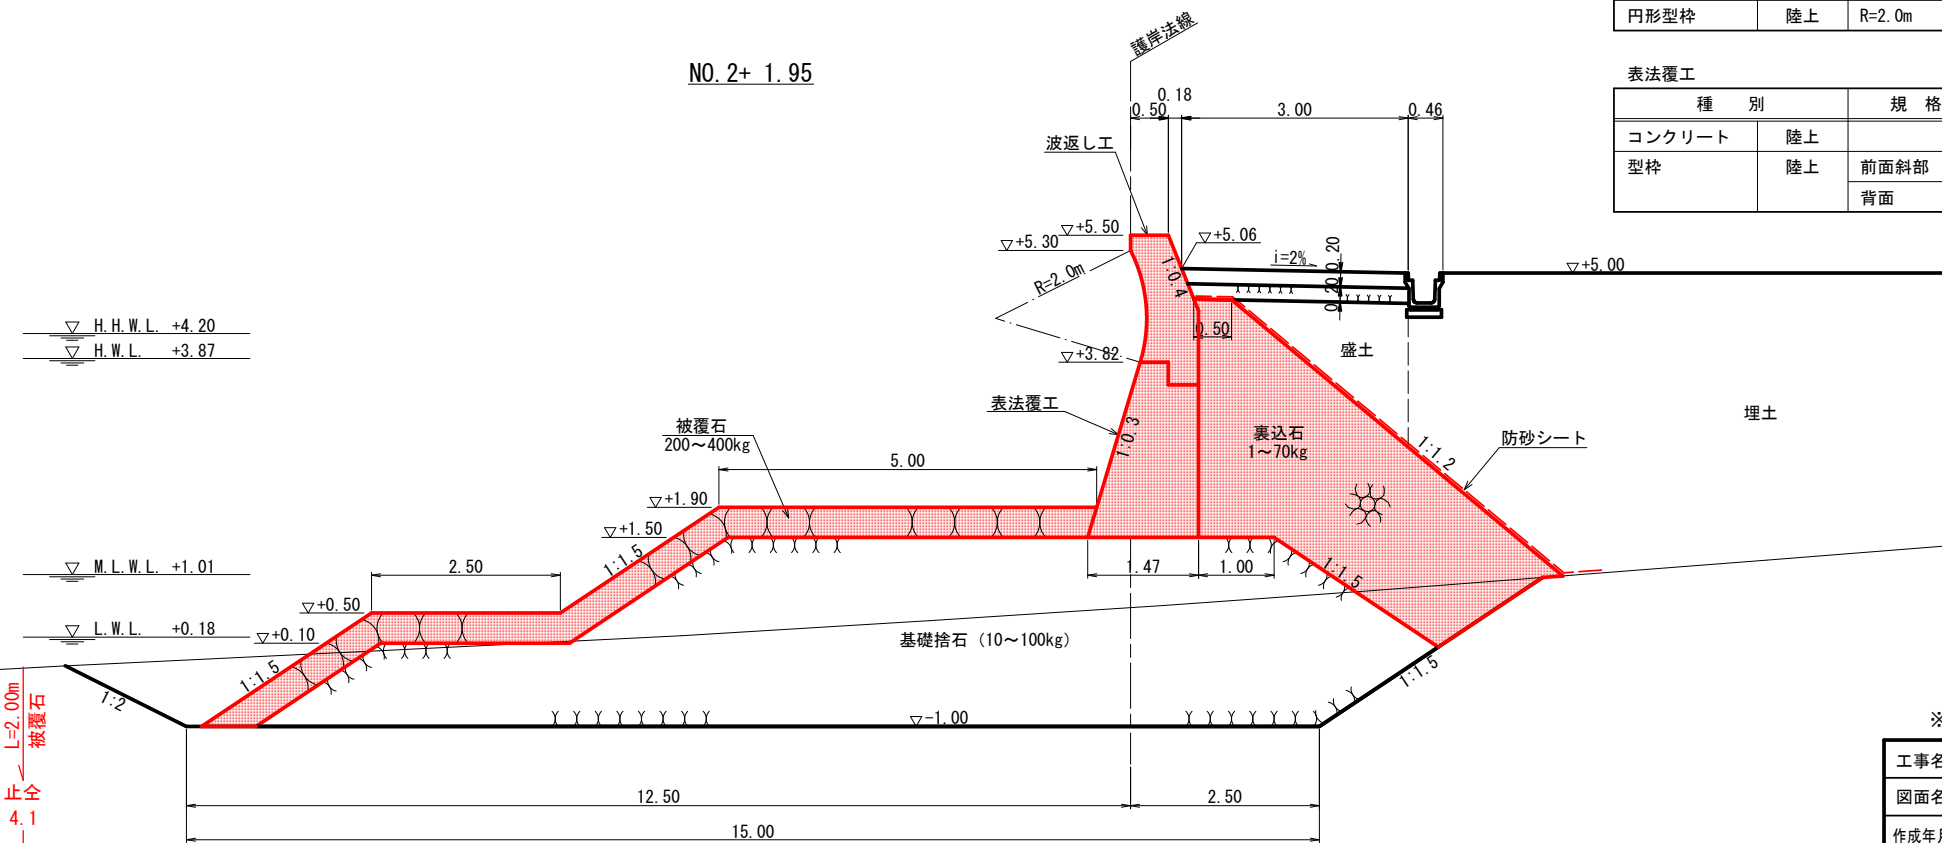 円形型枠 陸上 R=2.0m
護岸法線
NO.2+ 1.95
表法覆工
種 別 規 格
コンクリート 陸上
型枠 陸上 前面斜部
背面
0.18
0.50 3.00 0.46
波返し工
▽+5.50
▽+5.30
▽+5.06
i=2%
0.20
0.20
▽+5.00
1:0.4
R=2.0m
▽ H.H.W.L. +4.20
▽ H.W.L. +3.87
0.50
▽+3.82
盛土
埋土
表法覆工
被覆石
200～400kg
1:0.3
裏込石
1～70kg
1:1.2
防砂シート
5.00
▽+1.90
▽+1.50
1:1.5
▽ M.L.W.L. +1.01
2.50
1.47
1.00
1:1.5
▽+0.50
▽ L.W.L. +0.18
▽+0.10
基礎捨石 (10～100kg)
1:1.5
1:1.5
1:2
L=2.00m
被覆石
▽-1.00
止
4.1
12.50
2.50
15.00
※
工事名
図面名
作成年月